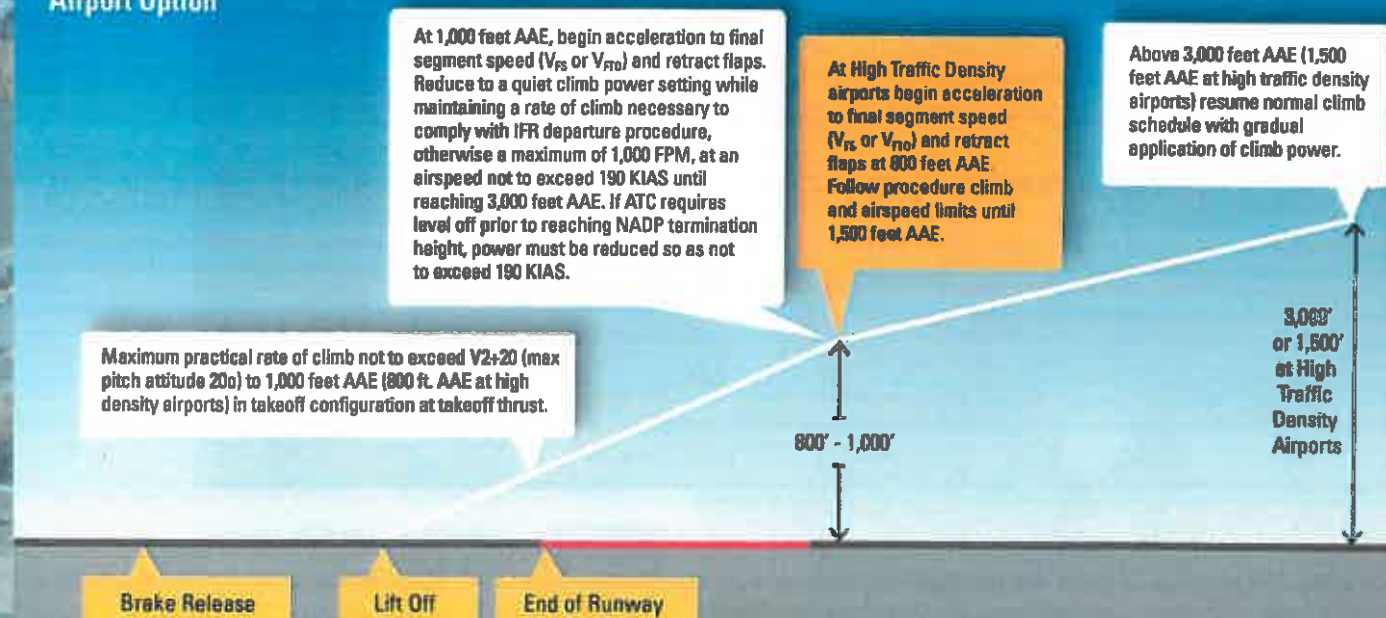 Airport Option
At 1,000 feet AAE, begin acceleration to final
segment speed (VFS or VFTO) and retract flaps.
Reduce to a quiet climb power setting while
maintaining a rate of climb necessary to
comply with IFR departure procedure,
otherwise a maximum of 1,000 FPM, at an
airspeed not to exceed 190 KIAS until
reaching 3,000 feet AAE. If ATC requires
level off prior to reaching NADP termination
height, power must be reduced so as not
to exceed 190 KIAS.
At High Traffic Density
airports begin acceleration
to final segment speed
(VFS or VFTO) and retract
flaps at 800 feet AAE.
Follow procedure climb
and airspeed limits until
1,500 feet AAE.
Above 3,000 feet AAE (1,500
feet AAE at high traffic density
airports) resume normal climb
schedule with gradual
application of climb power.
Maximum practical rate of climb not to exceed V2+20 (max
pitch attitude 20o) to 1,000 feet AAE (800 ft. AAE at high
density airports) in takeoff configuration at takeoff thrust.
800' - 1,000'
3,000'
or 1,500'
at High
Traffic
Density
Airports
Brake Release
Lift Off
End of Runway